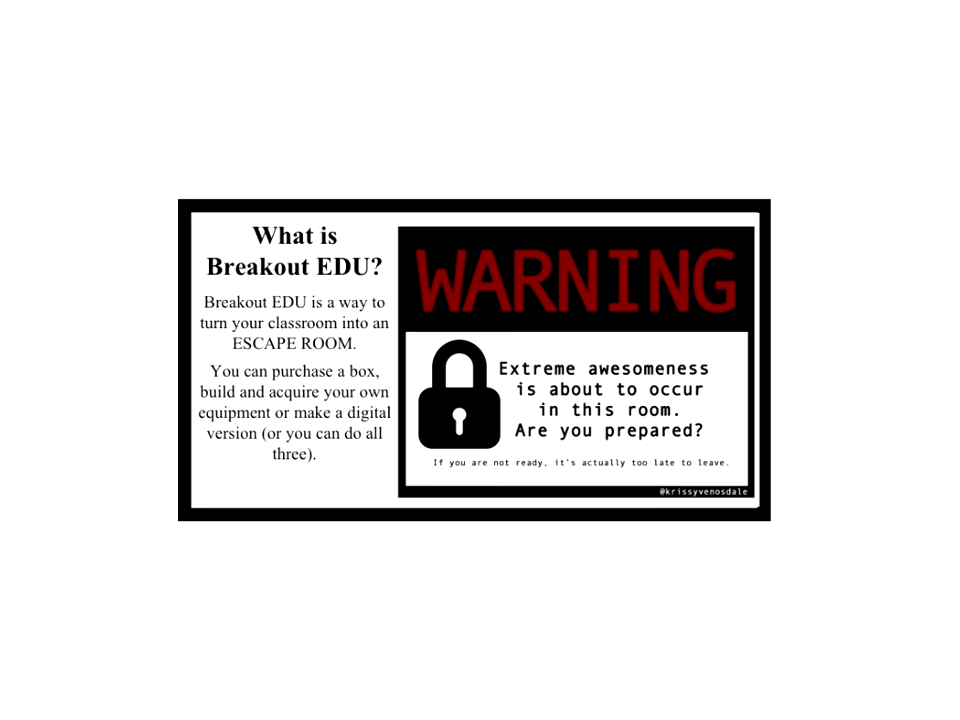 What is
Breakout EDU?
Breakout EDU is a way to
turn your classroom into an
ESCAPE ROOM.
You can purchase a box,
build and acquire your own
equipment or make a digital
version (or you can do all
three).
WARNING
Extreme awesomeness
is about to occur
in this room.
Are you prepared?
If you are not ready, it's actually too late to leave.
@krissyvenosdale